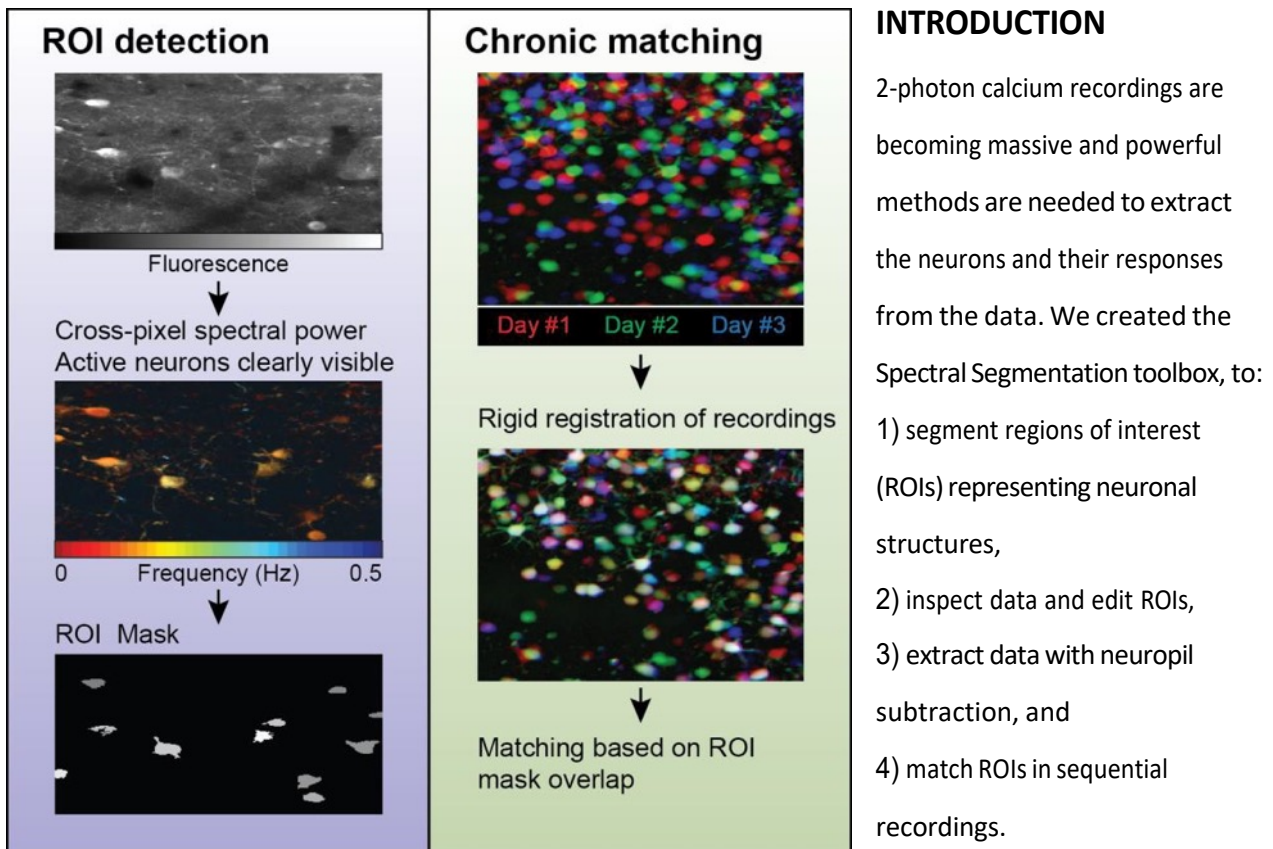 ROI detection
Fluorescence
Cross-pixel spectral power
Active neurons clearly visible
0 Frequency (Hz) 0.5
ROI Mask
Chronic matching
Day #1 Day #2 Day #3
Rigid registration of recordings
Matching based on ROI
mask overlap
INTRODUCTION
2-photon calcium recordings are
becoming massive and powerful
methods are needed to extract
the neurons and their responses
from the data. We created the
Spectral Segmentation toolbox, to:
1) segment regions of interest
(ROIs) representing neuronal
structures,
2) inspect data and edit ROIs,
3) extract data with neuropil
subtraction, and
4) match ROIs in sequential
recordings.